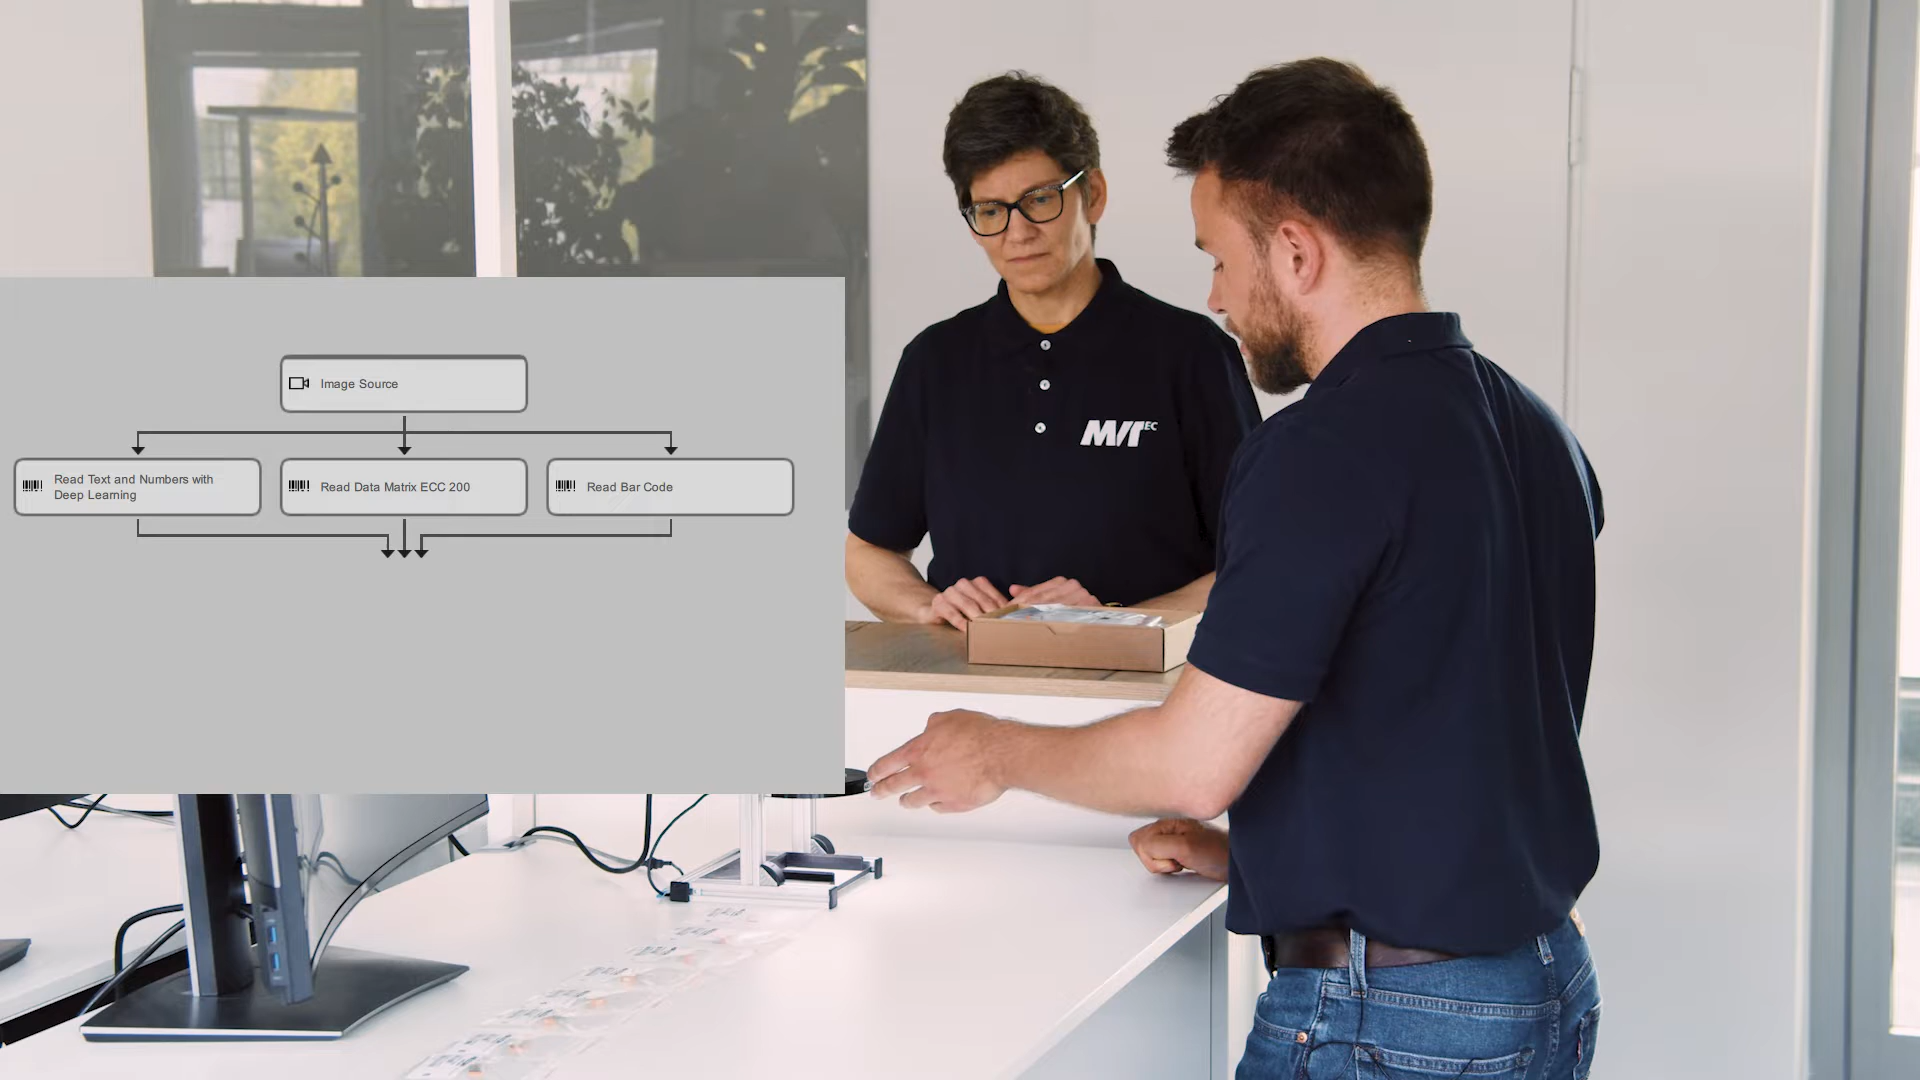 Image Source
Read Text and Numbers with
Deep Learning
Read Data Matrix ECC 200
Read Bar Code
MVTEC